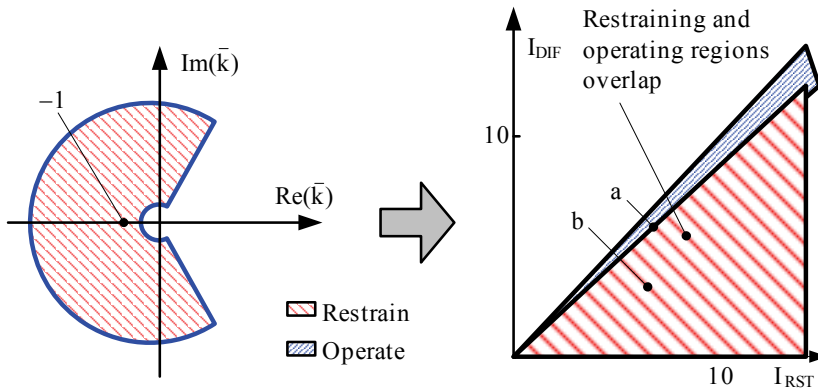 Im(k̄)
−1
Re(k̄)
Restrain
Operate
Restraining and
operating regions
overlap
I_DIF
10
a
b
10
I_RST